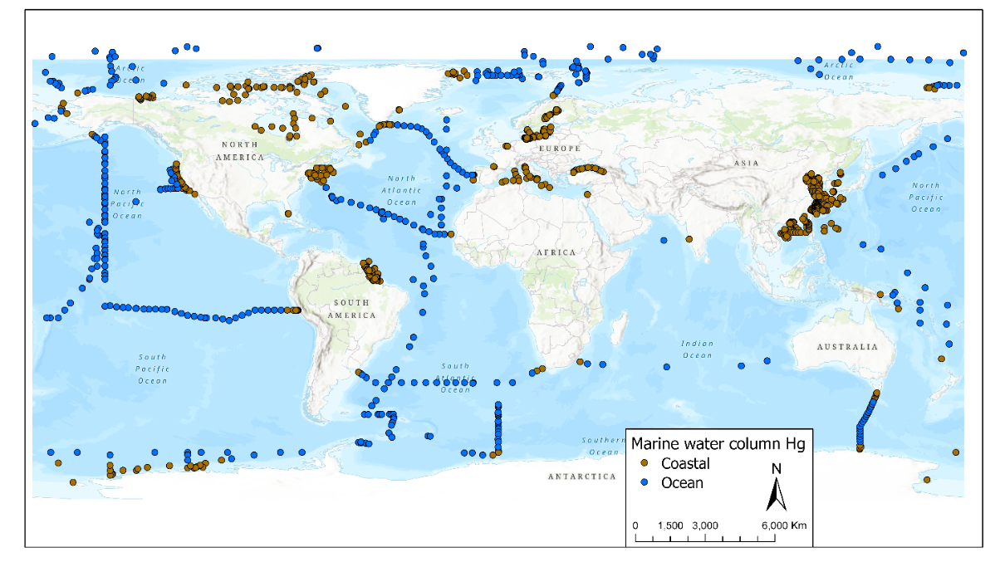 Arctic
Ocean
Arctic
Ocean
NORTH
AMERICA
EUROPE
ASIA
North
Pacific
Ocean
North
Atlantic
Ocean
North
Pacific
Ocean
AFRICA
SOUTH
AMERICA
South
Pacific
Ocean
South
Atlantic
Ocean
Indian
Ocean
AUSTRALIA
Southern
Ocean
ANTARCTICA
Marine water column Hg
Coastal
Ocean
N
0 1,500 3,000 6,000 Km